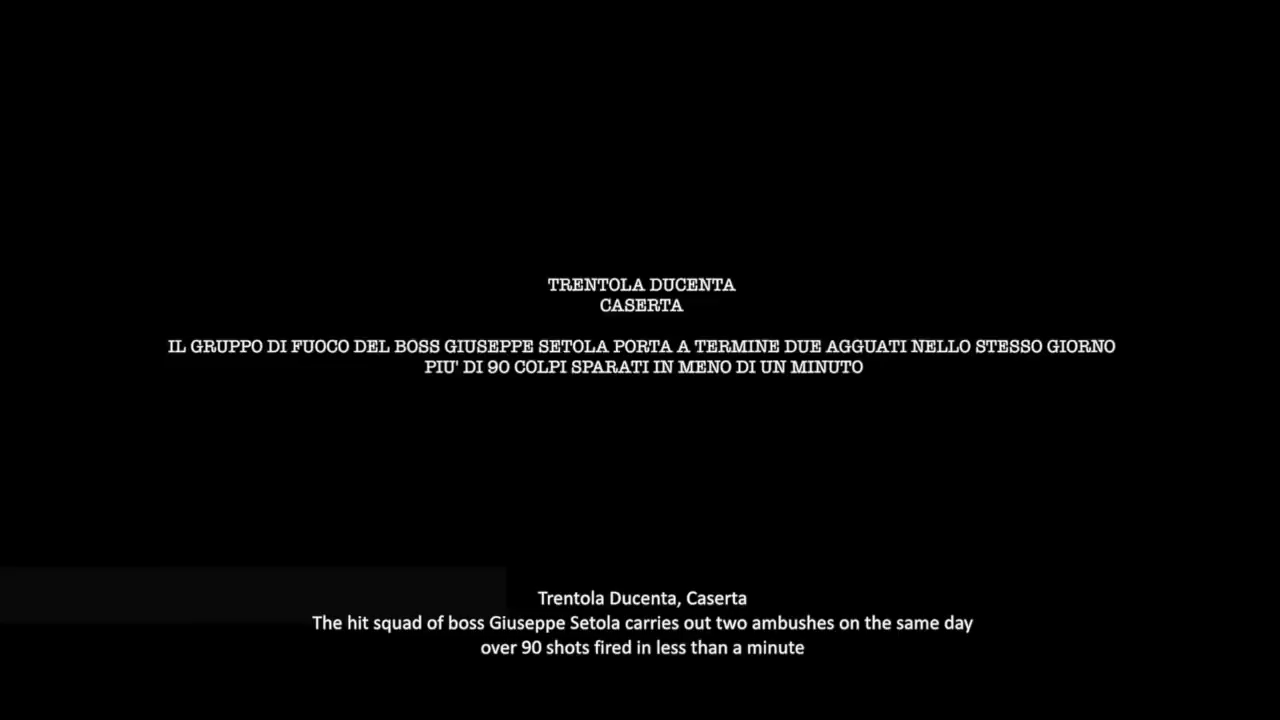 TRENTOLA DUCENTA
CASERTA
IL GRUPPO DI FUOCO DEL BOSS GIUSEPPE SETOLA PORTA A TERMINE DUE AGGUATI NELLO STESSO GIORNO
PIU' DI 90 COLPI SPARATI IN MENO DI UN MINUTO
Trentola Ducenta, Caserta
The hit squad of boss Giuseppe Setola carries out two ambushes on the same day
over 90 shots fired in less than a minute